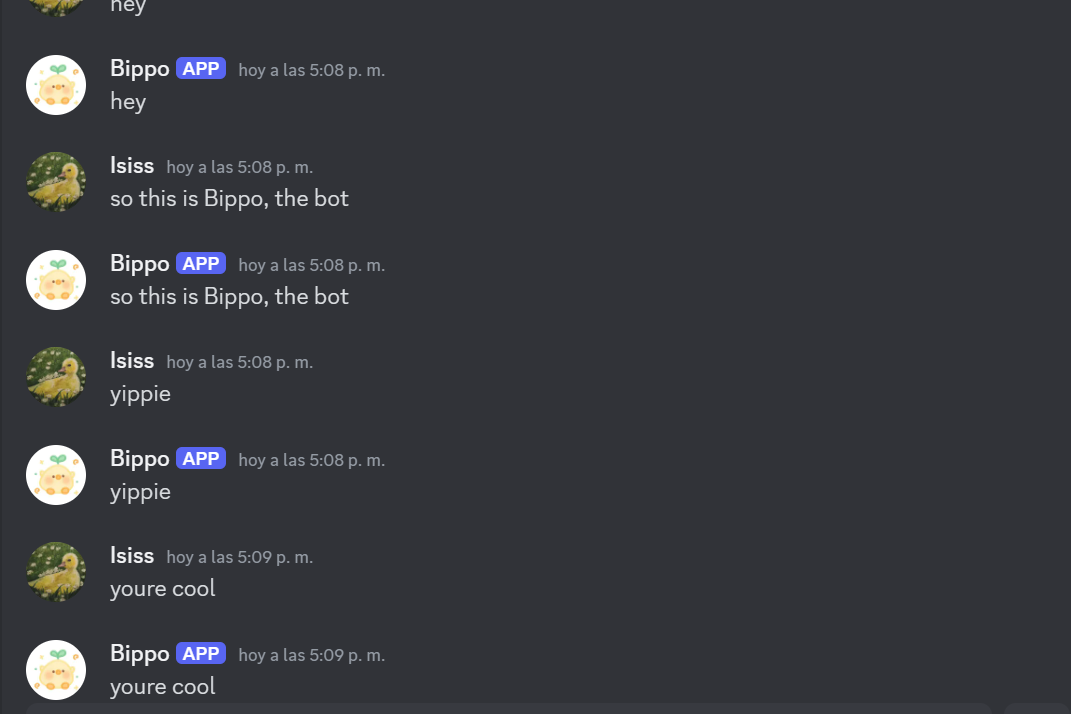 hey
Bippo APP hoy a las 5:08 p. m.
hey
Isiss hoy a las 5:08 p. m.
so this is Bippo, the bot
Bippo APP hoy a las 5:08 p. m.
so this is Bippo, the bot
Isiss hoy a las 5:08 p. m.
yippie
Bippo APP hoy a las 5:08 p. m.
yippie
Isiss hoy a las 5:09 p. m.
youre cool
Bippo APP hoy a las 5:09 p. m.
youre cool